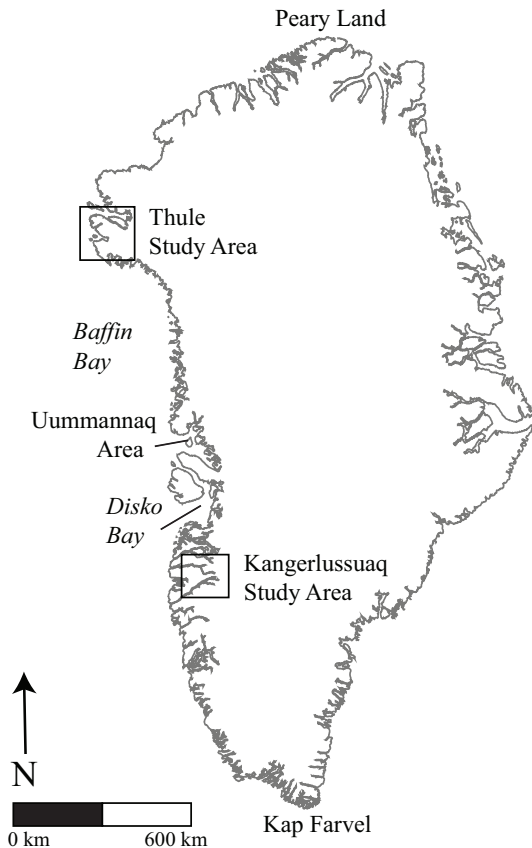 Peary Land
Thule
Study Area
Baffin
Bay
Uummannaq
Area
Disko
Bay
Kangerlussuaq
Study Area
N
0 km 600 km
Kap Farvel